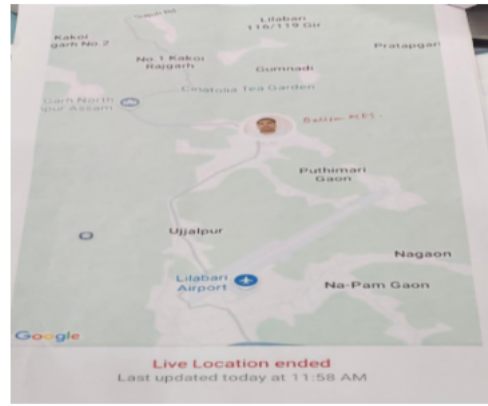 Lilabari
116/119 Gir
Kakoi
garh No.2
Pratapgar
No.1 Kakoi
Rajgarh
Gumnadi
Cinatolia Tea Garden
Garh North
pur Assam
Puthimari
Gaon
Ujjalpur
Nagaon
Lilabari
Airport
Na-Pam Gaon
Google
Live Location ended
Last updated today at 11:58 AM